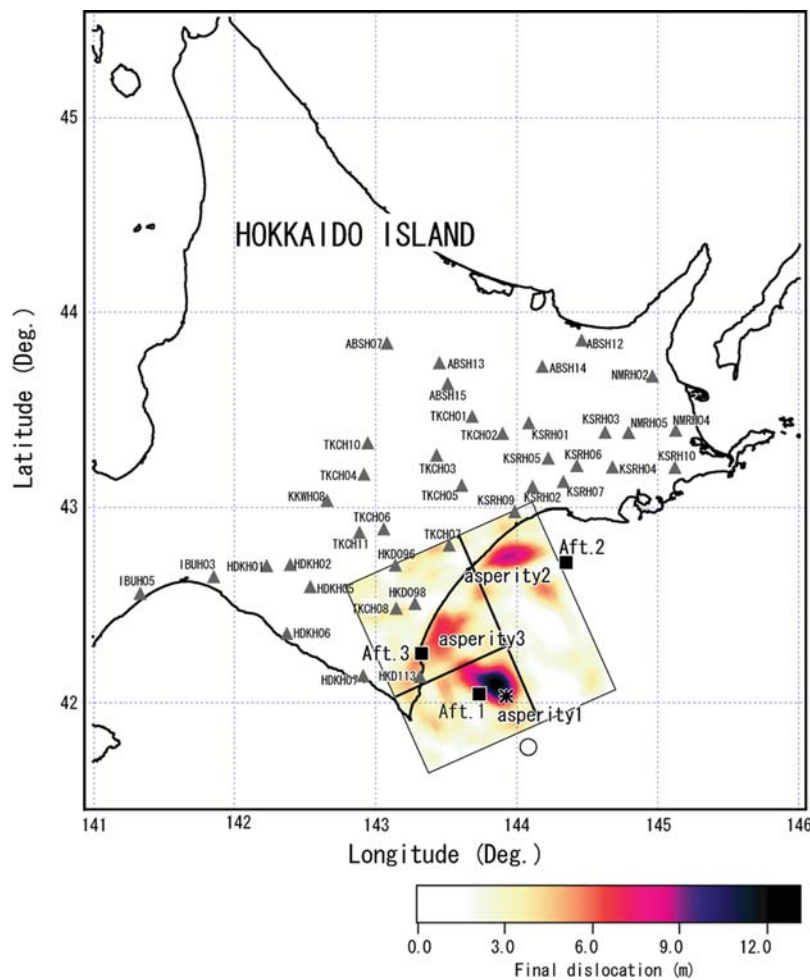 45
HOKKAIDO ISLAND
44
Latitude (Deg.)
ABSH07
ABSH12
ABSH13
ABSH14
NMRH02
ABSH15
TKCH01
KSRH03
NMRH05
NMRH04
TKCH02
KSRH01
TKCH10
TKCH03
KSRH05
KSRH06
KSRH10
TKCH04
KSRH04
KKWH08
TKCH05
KSRH09
KSRH02
KSRH07
43
TKCH06
TKCH11
TKCH07
IBUH03
HDKH01
HDKH02
HKD096
Aft.2
IBUH05
asperity2
HDKH05
HKD098
TKCH08
HDKH06
Aft.3
asperity3
HDKH07
HKD113
42
Aft.1
asperity1
141
142
143
144
145
146
Longitude (Deg.)
0.0
3.0
6.0
9.0
12.0
Final dislocation (m)